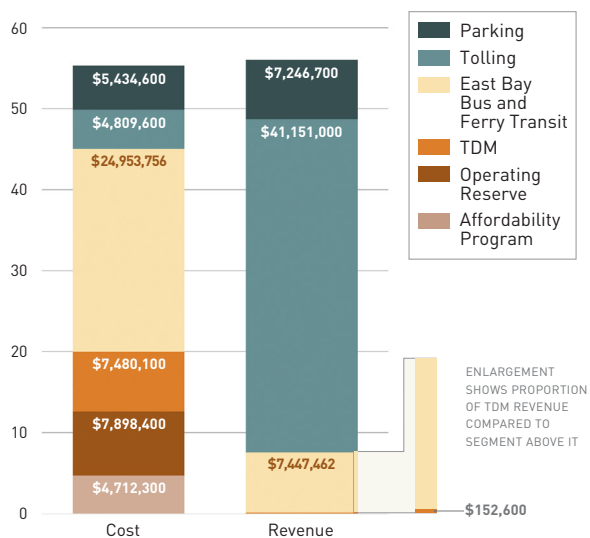 60
50
40
30
20
10
0
$5,434,600
$4,809,600
$24,953,756
$7,480,100
$7,898,400
$4,712,300
Cost
$7,246,700
$41,151,000
$7,447,462
Revenue
Parking
Tolling
East Bay
Bus and
Ferry Transit
TDM
Operating
Reserve
Affordability
Program
ENLARGEMENT
SHOWS PROPORTION
OF TDM REVENUE
COMPARED TO
SEGMENT ABOVE IT
$152,600